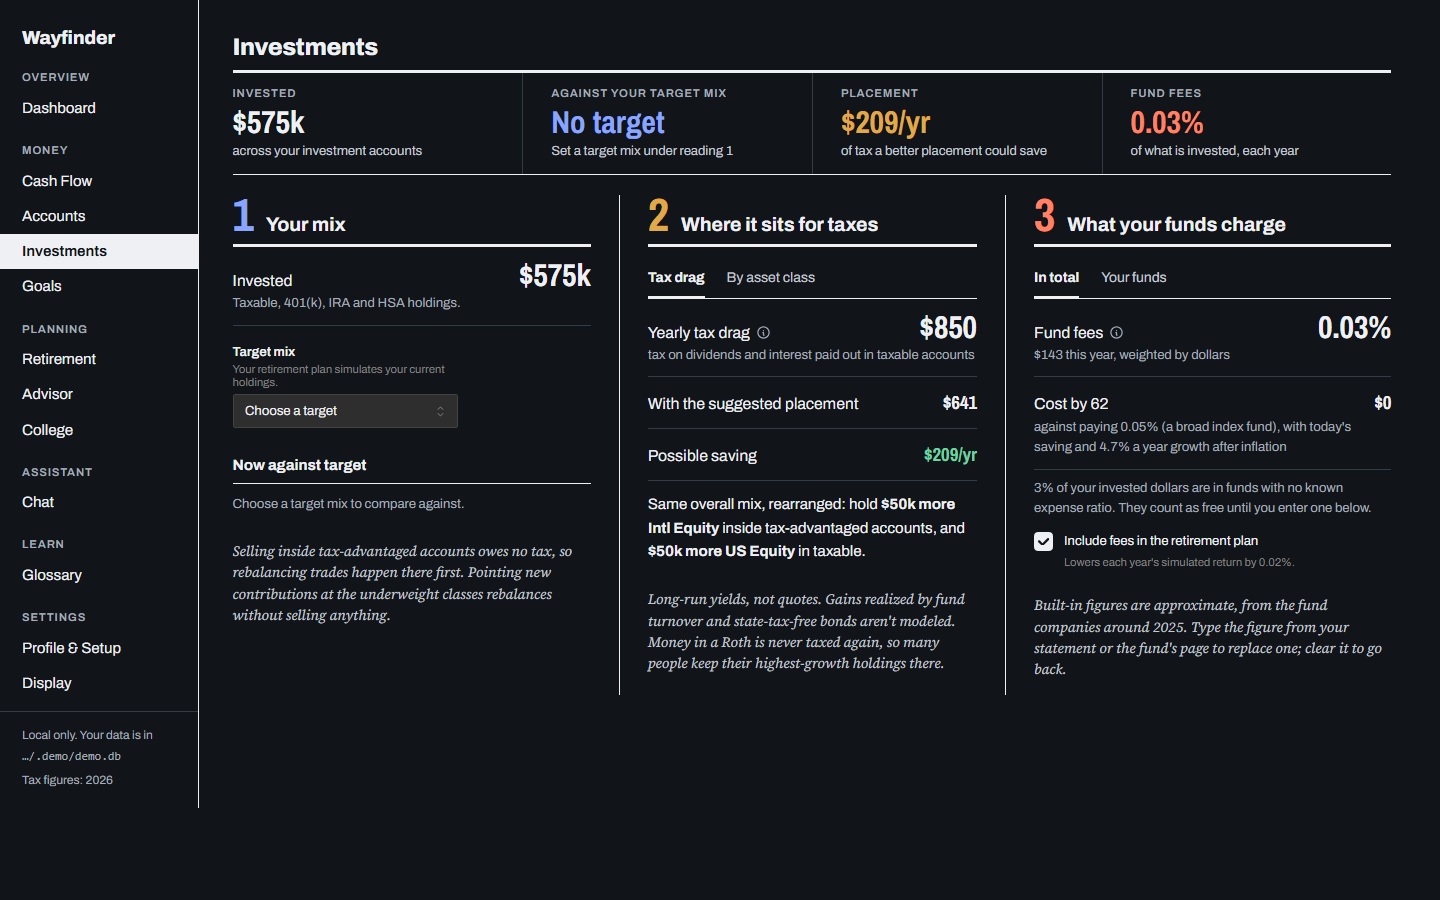 Wayfinder
OVERVIEW
Dashboard
MONEY
Cash Flow
Accounts
Investments
Goals
PLANNING
Retirement
Advisor
College
ASSISTANT
Chat
LEARN
Glossary
SETTINGS
Profile & Setup
Display
Local only. Your data is in
…/.demo/demo.db
Tax figures: 2026
Investments
INVESTED
$575k
across your investment accounts
AGAINST YOUR TARGET MIX
No target
Set a target mix under reading 1
PLACEMENT
$209/yr
of tax a better placement could save
FUND FEES
0.03%
of what is invested, each year
1 Your mix
Invested $575k
Taxable, 401(k), IRA and HSA holdings.
Target mix
Your retirement plan simulates your current
holdings.
Choose a target
Now against target
Choose a target mix to compare against.
Selling inside tax-advantaged accounts owes no tax, so
rebalancing trades happen there first. Pointing new
contributions at the underweight classes rebalances
without selling anything.
2 Where it sits for taxes
Tax drag By asset class
Yearly tax drag $850
tax on dividends and interest paid out in taxable accounts
With the suggested placement $641
Possible saving $209/yr
Same overall mix, rearranged: hold $50k more
Intl Equity inside tax-advantaged accounts, and
$50k more US Equity in taxable.
Long-run yields, not quotes. Gains realized by fund
turnover and state-tax-free bonds aren't modeled.
Money in a Roth is never taxed again, so many
people keep their highest-growth holdings there.
3 What your funds charge
In total Your funds
Fund fees 0.03%
$143 this year, weighted by dollars
Cost by 62 $0
against paying 0.05% (a broad index fund), with today's
saving and 4.7% a year growth after inflation
3% of your invested dollars are in funds with no known
expense ratio. They count as free until you enter one below.
Include fees in the retirement plan
Lowers each year's simulated return by 0.02%.
Built-in figures are approximate, from the fund
companies around 2025. Type the figure from your
statement or the fund's page to replace one; clear it to go
back.